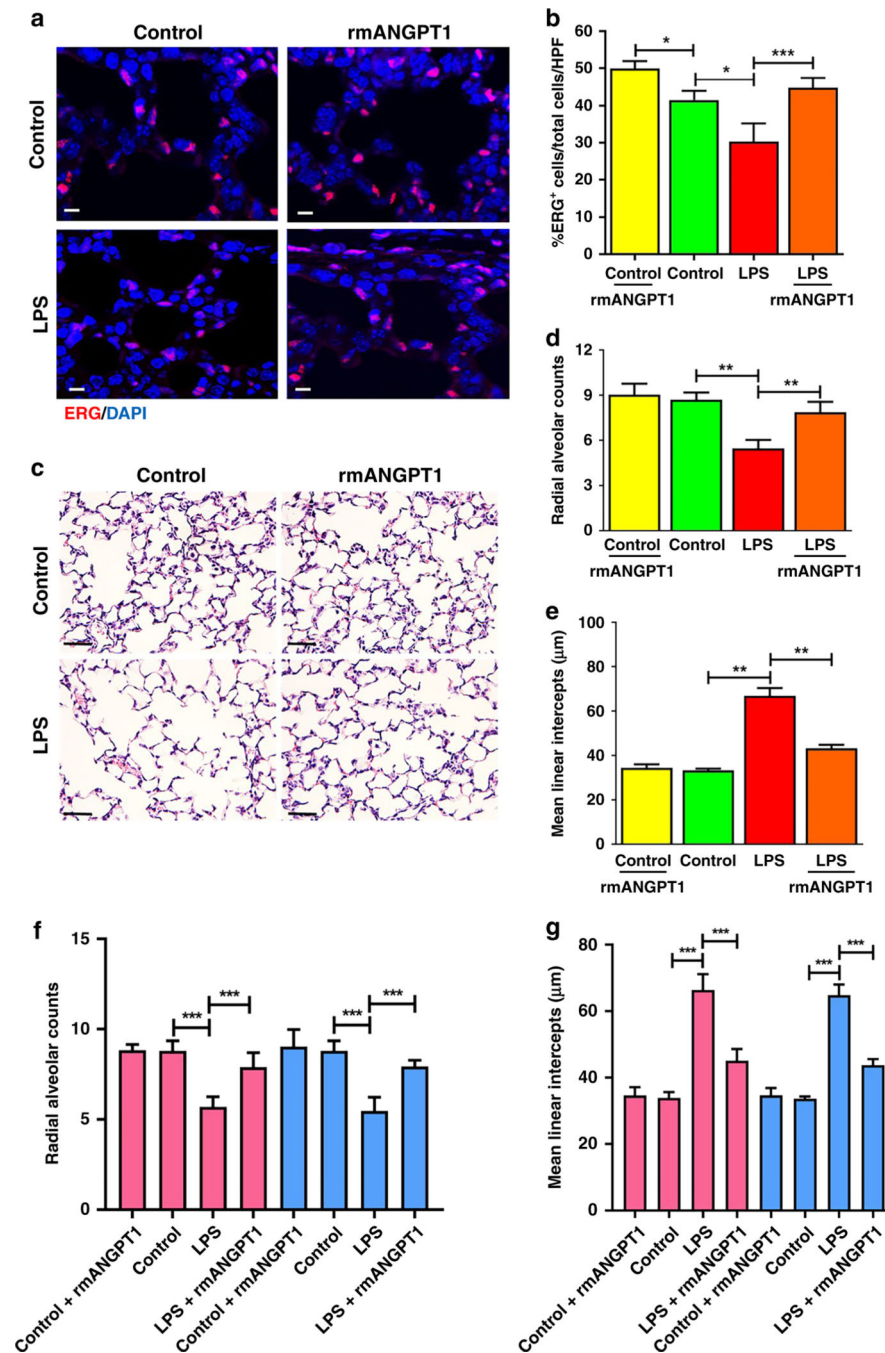 a
Control
rmANGPT1
Control
LPS
ERG/DAPI
b
%ERG+ cells/total cells/HPF
60
50
40
30
20
10
0
*
*
***
Control
Control
LPS
LPS
rmANGPT1
rmANGPT1
c
Control
rmANGPT1
Control
LPS
d
Radial alveolar counts
12
9
6
3
0
**
**
Control
Control
LPS
LPS
rmANGPT1
rmANGPT1
e
Mean linear intercepts (μm)
100
80
60
40
20
0
**
**
Control
Control
LPS
LPS
rmANGPT1
rmANGPT1
f
Radial alveolar counts
15
10
5
0
***
***
***
***
Control + rmANGPT1
Control
LPS
LPS + rmANGPT1
Control + rmANGPT1
Control
LPS
LPS + rmANGPT1
g
Mean linear intercepts (μm)
80
60
40
20
0
***
***
***
***
Control + rmANGPT1
Control
LPS
LPS + rmANGPT1
Control + rmANGPT1
Control
LPS
LPS + rmANGPT1